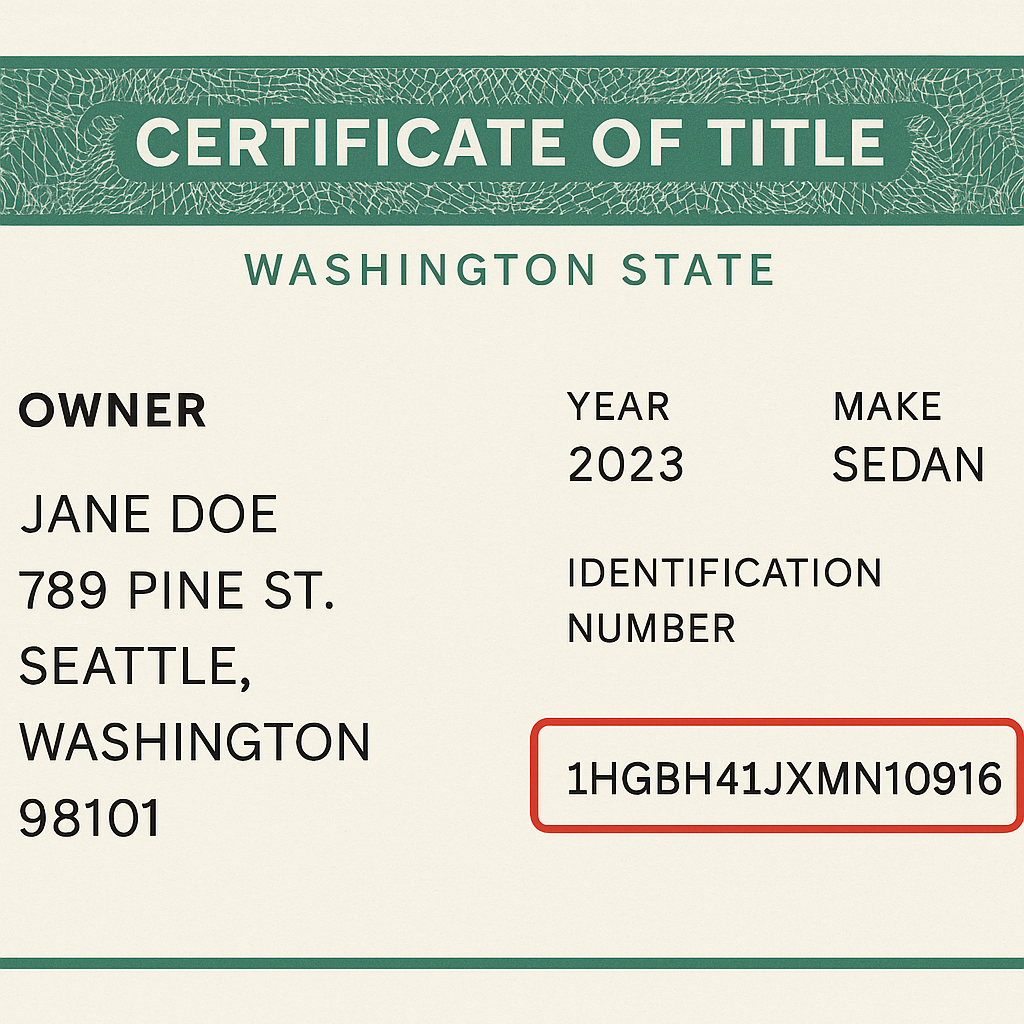 CERTIFICATE OF TITLE
WASHINGTON STATE
OWNER
JANE DOE
789 PINE ST.
SEATTLE,
WASHINGTON
98101
YEAR
2023
MAKE
SEDAN
IDENTIFICATION
NUMBER
1HGBH41JXMN10916